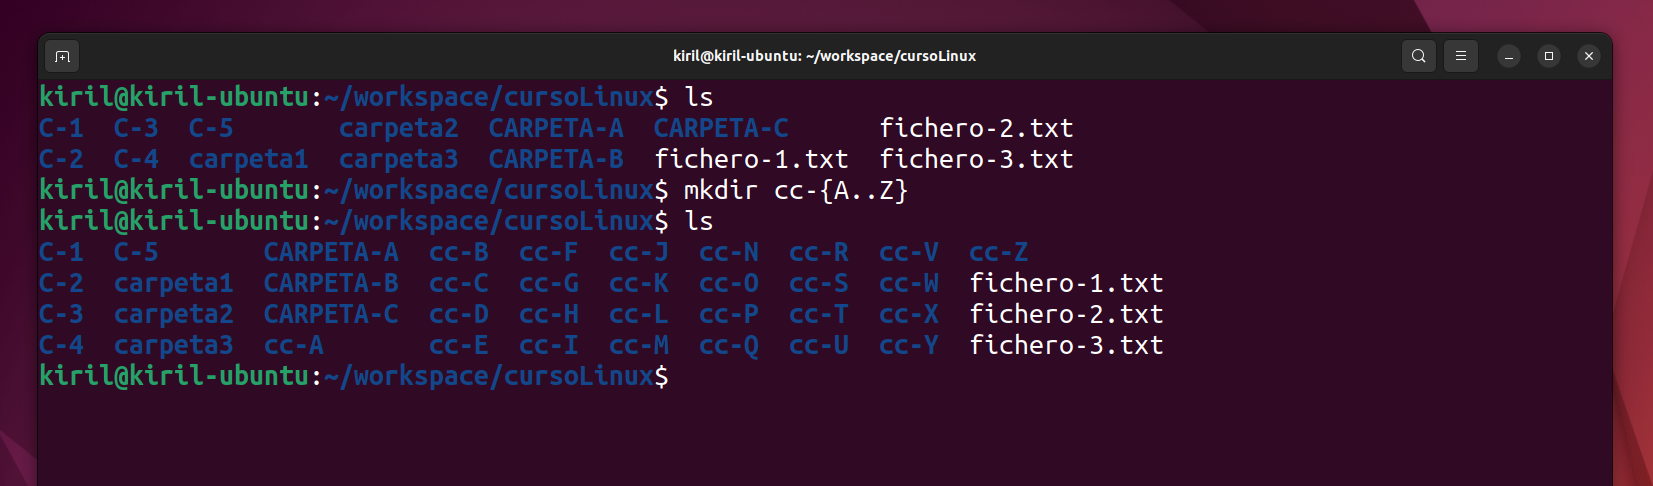 kiril@kiril-ubuntu: ~/workspace/cursoLinux
kiril@kiril-ubuntu:~/workspace/cursoLinux$ ls
C-1  C-3  C-5       carpeta2  CARPETA-A  CARPETA-C      fichero-2.txt
C-2  C-4  carpeta1  carpeta3  CARPETA-B  fichero-1.txt  fichero-3.txt
kiril@kiril-ubuntu:~/workspace/cursoLinux$ mkdir cc-{A..Z}
kiril@kiril-ubuntu:~/workspace/cursoLinux$ ls
C-1  C-5       CARPETA-A  cc-B  cc-F  cc-J  cc-N  cc-R  cc-V  cc-Z
C-2  carpeta1  CARPETA-B  cc-C  cc-G  cc-K  cc-O  cc-S  cc-W  fichero-1.txt
C-3  carpeta2  CARPETA-C  cc-D  cc-H  cc-L  cc-P  cc-T  cc-X  fichero-2.txt
C-4  carpeta3  cc-A       cc-E  cc-I  cc-M  cc-Q  cc-U  cc-Y  fichero-3.txt
kiril@kiril-ubuntu:~/workspace/cursoLinux$